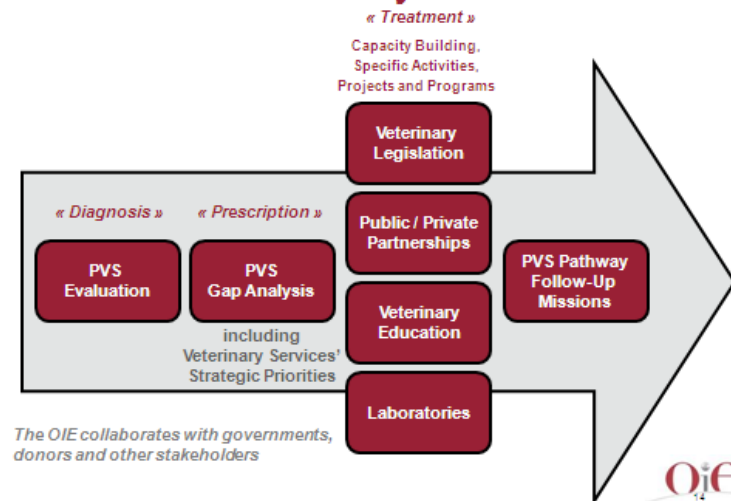 « Treatment »
Capacity Building,
Specific Activities,
Projects and Programs
Veterinary
Legislation
« Diagnosis »
« Prescription »
Public / Private
Partnerships
PVS
Evaluation
PVS
Gap Analysis
PVS Pathway
Follow-Up
Missions
including
Veterinary Services'
Strategic Priorities
Veterinary
Education
Laboratories
The OIE collaborates with governments,
donors and other stakeholders
OiE
14